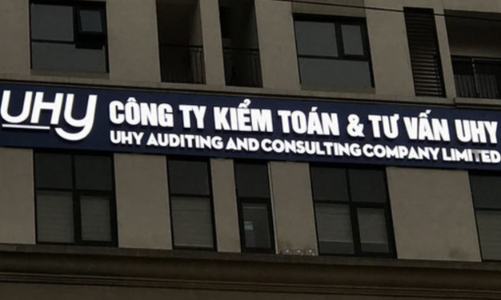 UHY
CÔNG TY KIỂM TOÁN & TƯ VẤN UHY
UHY AUDITING AND CONSULTING COMPANY LIMITED